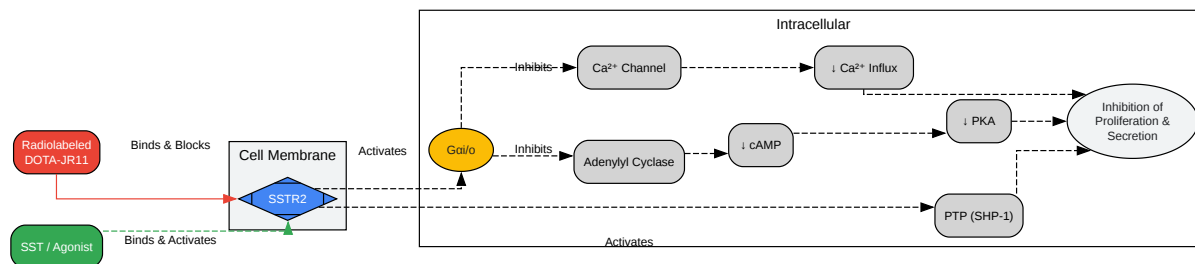 Intracellular
Inhibits
Ca²⁺ Channel
↓ Ca²⁺ Influx
Inhibition of
Proliferation &
Secretion
↓ PKA
Radiolabeled
DOTA-JR11
Binds & Blocks
Cell Membrane
Activates
Gαi/o
Inhibits
Adenylyl Cyclase
↓ cAMP
SSTR2
PTP (SHP-1)
SST / Agonist
Binds & Activates
Activates